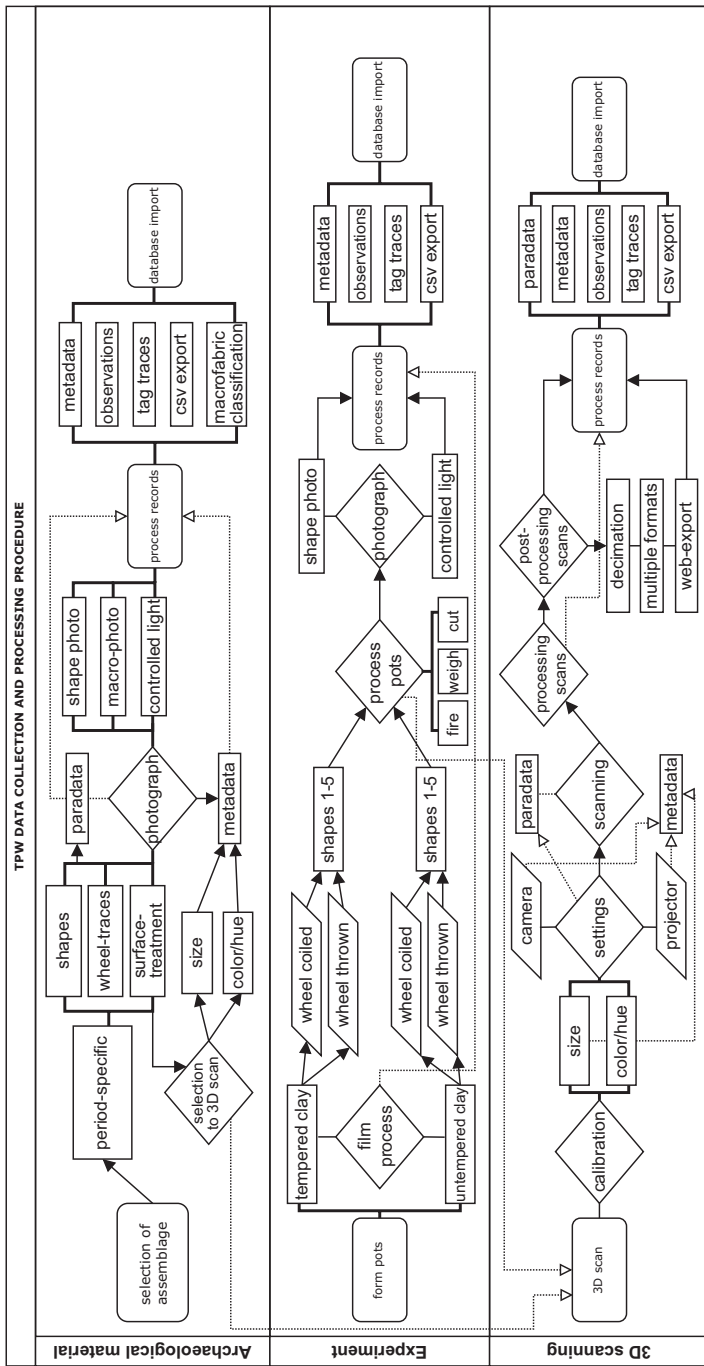 TPW DATA COLLECTION AND PROCESSING PROCEDURE
Archaeological material
selection of
assemblage
period-specific
shapes
wheel-traces
surface-
treatment
selection
to 3D scan
size
color/hue
paradata
photograph
metadata
shape photo
macro-photo
controlled light
process records
metadata
observations
tag traces
csv export
macrofabric
classification
database import
Experiment
form pots
tempered clay
film
process
untempered clay
wheel coiled
wheel thrown
wheel coiled
wheel thrown
shapes 1-5
shapes 1-5
process
pots
fire
weigh
cut
shape photo
photograph
controlled light
process records
metadata
observations
tag traces
csv export
database import
3D scanning
3D scan
calibration
size
color/hue
camera
settings
projector
paradata
scanning
metadata
processing
scans
post-
processing
scans
decimation
multiple formats
web-export
process records
paradata
metadata
observations
tag traces
csv export
database import